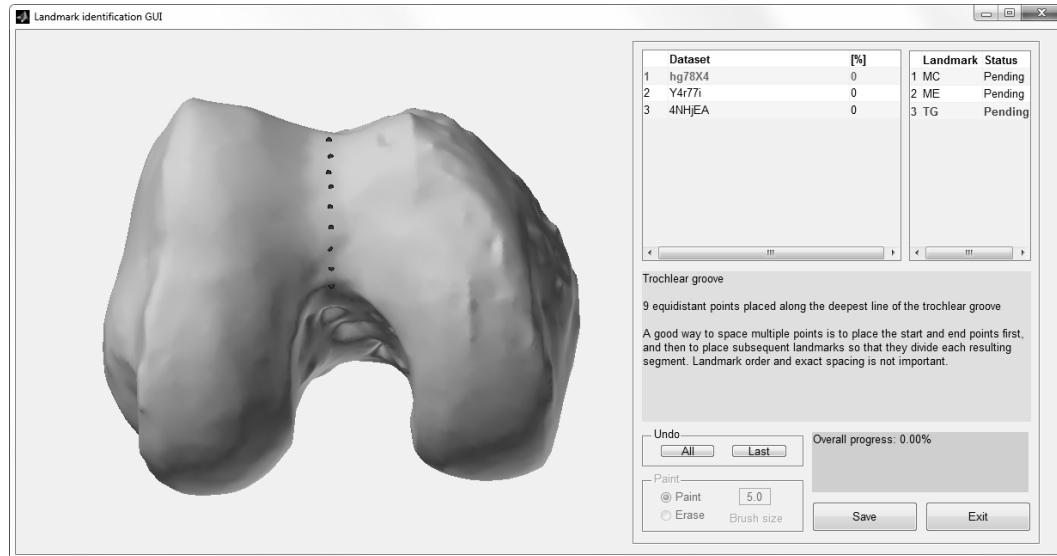 Landmark identification GUI
Dataset [%]
1 hg78X4 0
2 Y4r77i 0
3 4NHjEA 0
Landmark Status
1 MC Pending
2 ME Pending
3 TG Pending
Trochlear groove
9 equidistant points placed along the deepest line of the trochlear groove
A good way to space multiple points is to place the start and end points first,
and then to place subsequent landmarks so that they divide each resulting
segment. Landmark order and exact spacing is not important.
Undo
All Last
Overall progress: 0.00%
Paint
Paint 5.0
Erase Brush size
Save Exit